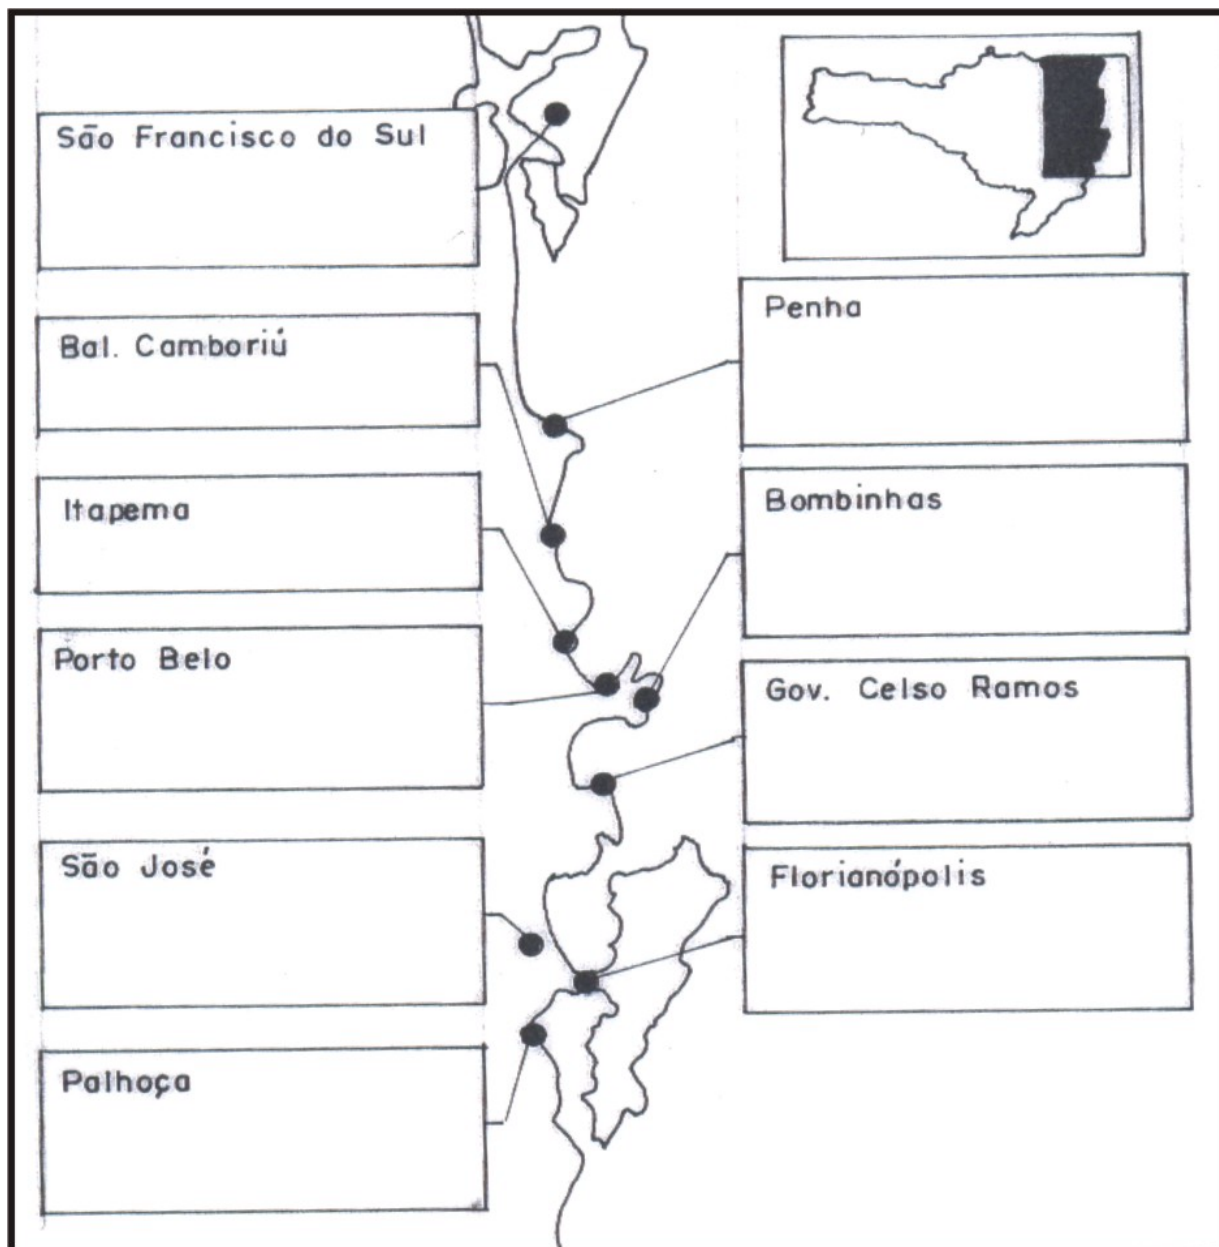 São Francisco do Sul
Bal. Camboriú
Itapema
Porto Belo
São José
Palhoça
Penha
Bombinhas
Gov. Celso Ramos
Florianópolis